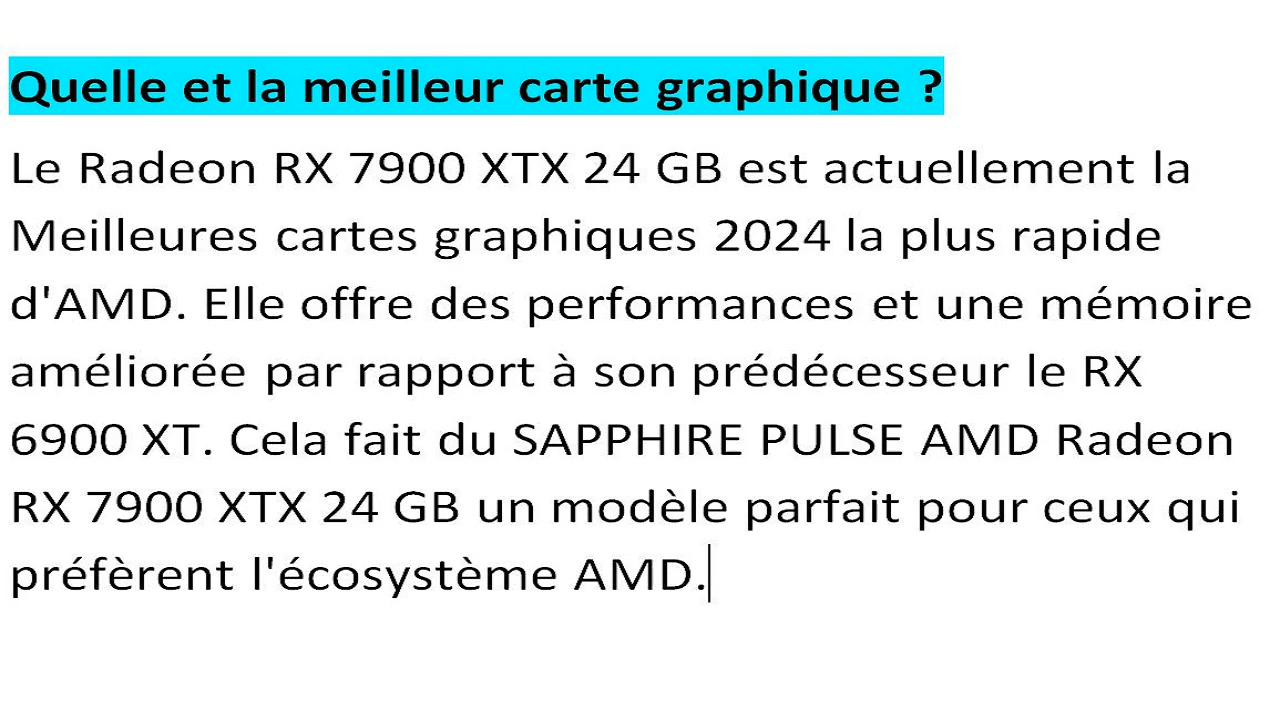 Quelle et la meilleur carte graphique ?
Le Radeon RX 7900 XTX 24 GB est actuellement la
Meilleures cartes graphiques 2024 la plus rapide
d'AMD. Elle offre des performances et une mémoire
améliorée par rapport à son prédécesseur le RX
6900 XT. Cela fait du SAPPHIRE PULSE AMD Radeon
RX 7900 XTX 24 GB un modèle parfait pour ceux qui
préfèrent l'écosystème AMD.